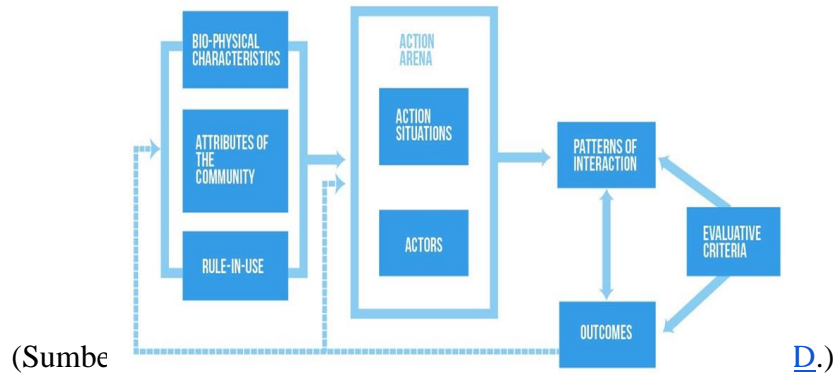 BIO-PHYSICAL
CHARACTERISTICS
ATTRIBUTES OF
THE
COMMUNITY
RULE-IN-USE
ACTION
ARENA
ACTION
SITUATIONS
ACTORS
PATTERNS OF
INTERACTION
EVALUATIVE
CRITERIA
OUTCOMES
(Sumbe D.)